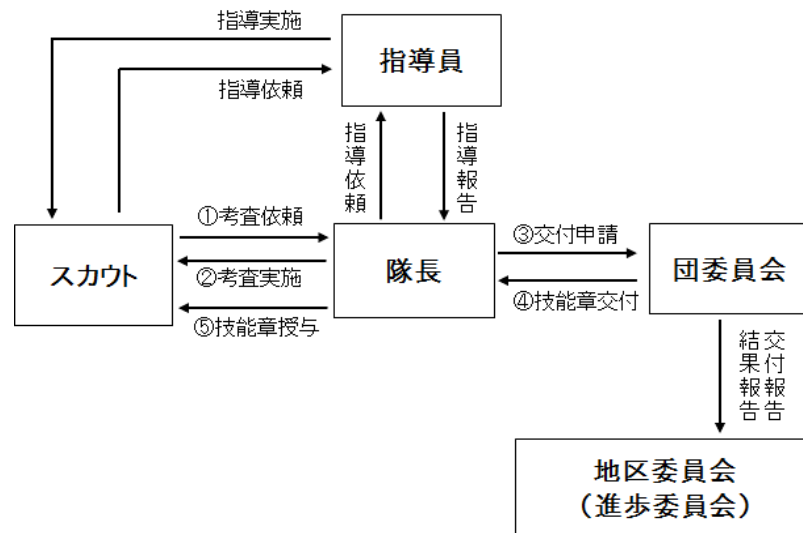 指導実施
指導員
指導依頼
指導依頼
指導報告
①考査依頼
③交付申請
スカウト
隊長
団委員会
②考査実施
④技能章交付
⑤技能章授与
交付報告
結果報告
地区委員会
（進歩委員会）